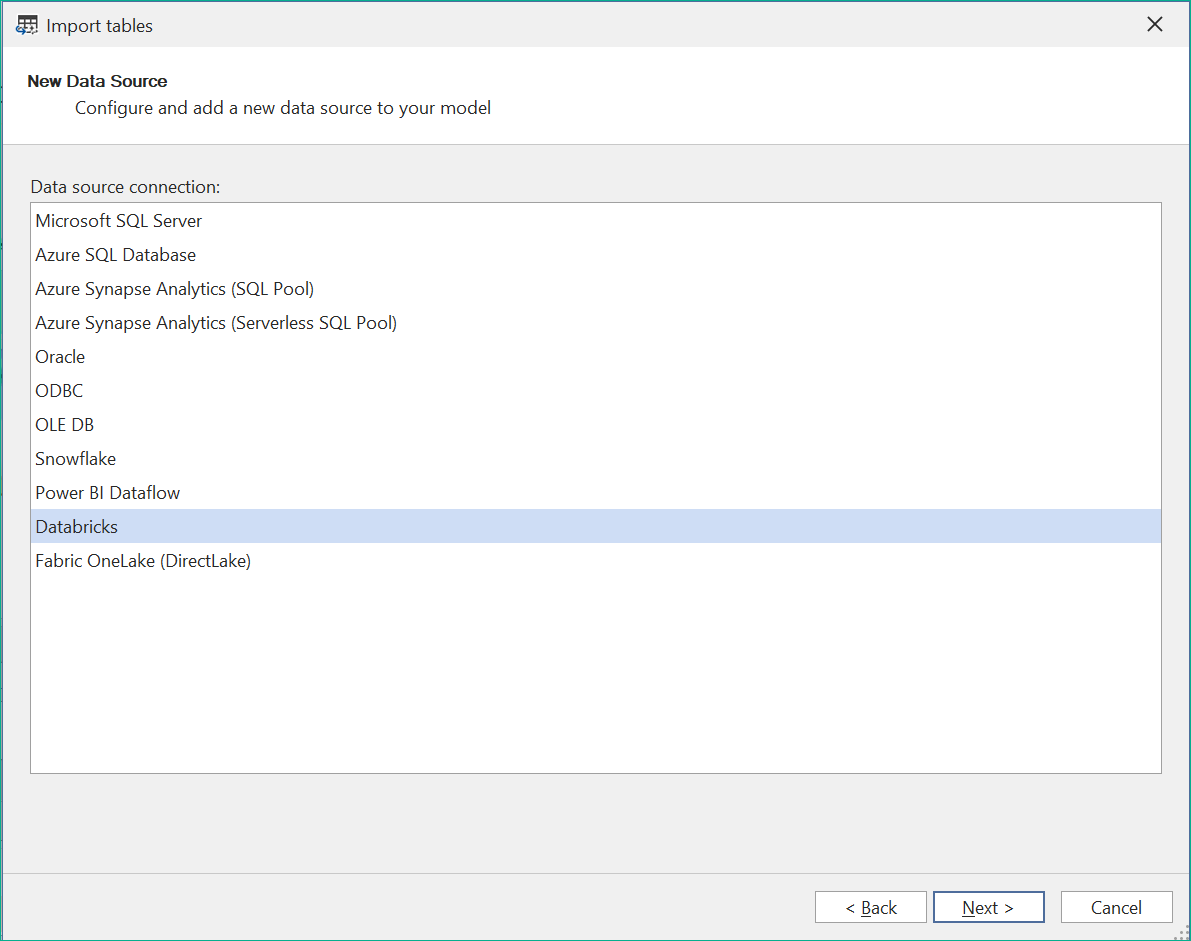 Import tables
New Data Source
Configure and add a new data source to your model
Data source connection:
Microsoft SQL Server
Azure SQL Database
Azure Synapse Analytics (SQL Pool)
Azure Synapse Analytics (Serverless SQL Pool)
Oracle
ODBC
OLE DB
Snowflake
Power BI Dataflow
Databricks
Fabric OneLake (DirectLake)
< Back Next > Cancel